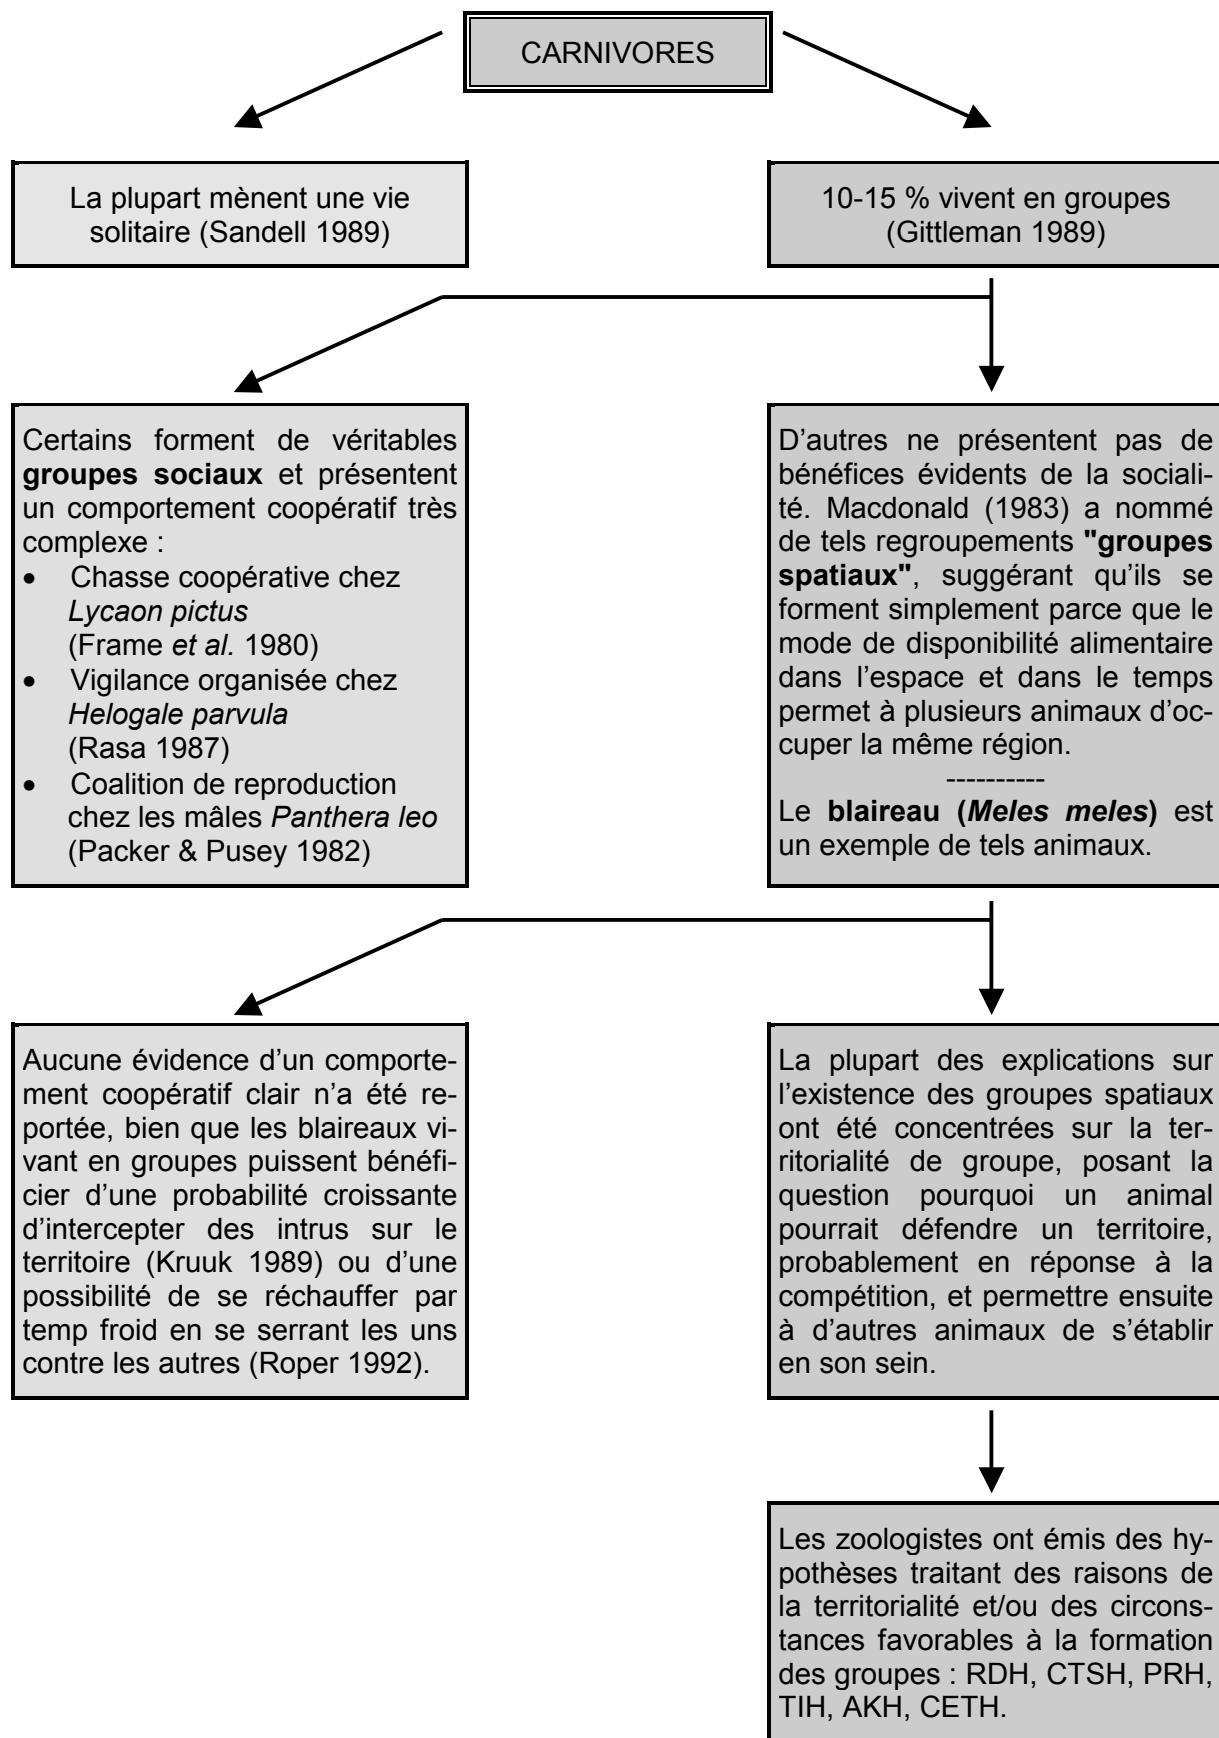 CARNIVORES
La plupart mènent une vie
solitaire (Sandell 1989)
10-15 % vivent en groupes
(Gittleman 1989)
Certains forment de véritables
groupes sociaux et présentent
un comportement coopératif très
complexe :
• Chasse coopérative chez
Lycaon pictus
(Frame et al. 1980)
• Vigilance organisée chez
Helogale parvula
(Rasa 1987)
• Coalition de reproduction
chez les mâles Panthera leo
(Packer & Pusey 1982)
D'autres ne présentent pas de
bénéfices évidents de la sociali-
té. Macdonald (1983) a nommé
de tels regroupements "groupes
spatiaux", suggérant qu'ils se
forment simplement parce que le
mode de disponibilité alimentaire
dans l'espace et dans le temps
permet à plusieurs animaux d'oc-
cuper la même région.
----------
Le blaireau (Meles meles) est
un exemple de tels animaux.
Aucune évidence d'un comporte-
ment coopératif clair n'a été re-
portée, bien que les blaireaux vi-
vant en groupes puissent bénéfi-
cier d'une probabilité croissante
d'intercepter des intrus sur le
territoire (Kruuk 1989) ou d'une
possibilité de se réchauffer par
temp froid en se serrant les uns
contre les autres (Roper 1992).
La plupart des explications sur
l'existence des groupes spatiaux
ont été concentrées sur la ter-
ritorialité de groupe, posant la
question pourquoi un animal
pourrait défendre un territoire,
probablement en réponse à la
compétition, et permettre ensuite
à d'autres animaux de s'établir
en son sein.
Les zoologistes ont émis des hy-
pothèses traitant des raisons de
la territorialité et/ou des circons-
tances favorables à la formation
des groupes : RDH, CTSH, PRH,
TIH, AKH, CETH.